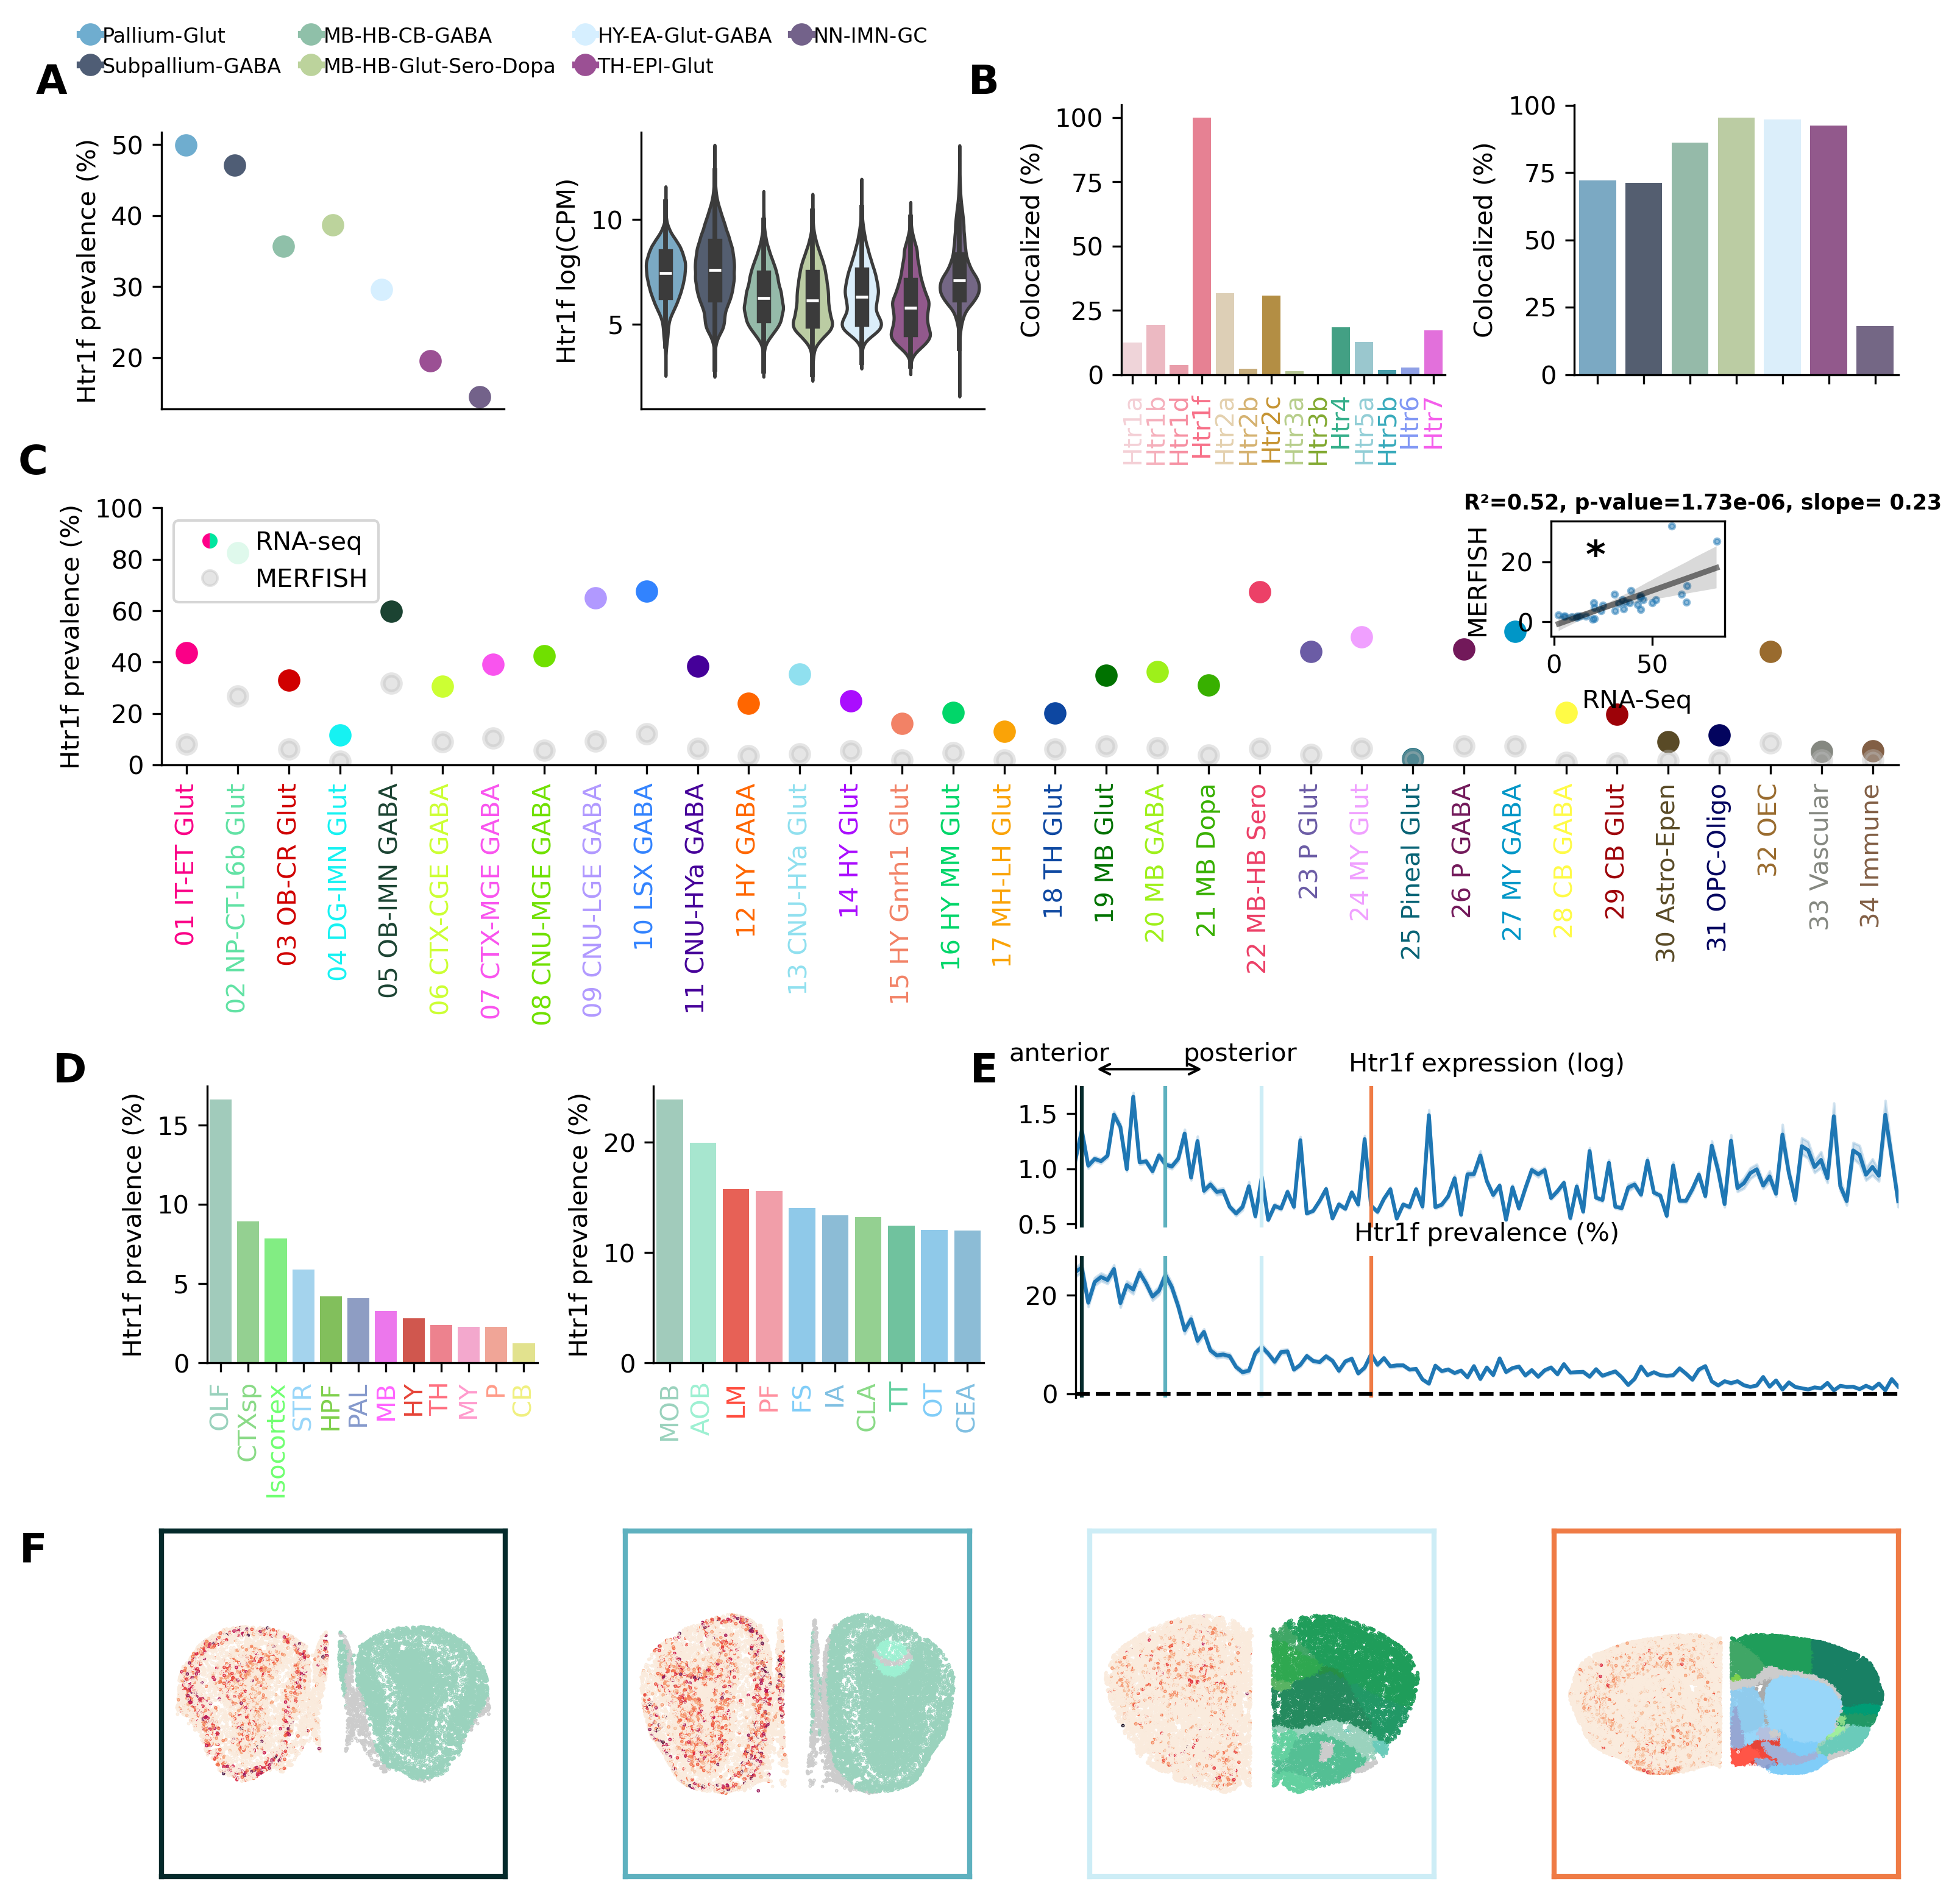 Pallium-Glut
MB-HB-CB-GABA
HY-EA-Glut-GABA
NN-IMN-GC
Subpallium-GABA
MB-HB-Glut-Sero-Dopa
TH-EPI-Glut
A
Htr1f prevalence (%)
50
40
30
20
Htr1f log(CPM)
10
5
B
Colocalized (%)
100
75
50
25
0
Htr1a
Htr1b
Htr1d
Htr1f
Htr2a
Htr2b
Htr2c
Htr3a
Htr3b
Htr4
Htr5a
Htr5b
Htr6
Htr7
Colocalized (%)
100
75
50
25
0
C
Htr1f prevalence (%)
100
80
60
40
20
0
RNA-seq
MERFISH
R²=0.52, p-value=1.73e-06, slope= 0.23
MERFISH
20
0
*
0
50
RNA-Seq
01 IT-ET Glut
02 NP-CT-L6b Glut
03 OB-CR Glut
04 DG-IMN Glut
05 OB-IMN GABA
06 CTX-CGE GABA
07 CTX-MGE GABA
08 CNU-MGE GABA
09 CNU-LGE GABA
10 LSX GABA
11 CNU-HYa GABA
12 HY GABA
13 CNU-HYa Glut
14 HY Glut
15 HY Gnrh1 Glut
16 HY MM Glut
17 MH-LH Glut
18 TH Glut
19 MB Glut
20 MB GABA
21 MB Dopa
22 MB-HB Sero
23 P Glut
24 MY Glut
25 Pineal Glut
26 P GABA
27 MY GABA
28 CB GABA
29 CB Glut
30 Astro-Epen
31 OPC-Oligo
32 OEC
33 Vascular
34 Immune
D
Htr1f prevalence (%)
15
10
5
0
OLF
CTXsp
Isocortex
STR
HPF
PAL
MB
HY
TH
MY
P
CB
Htr1f prevalence (%)
20
10
0
MOB
AOB
LM
PF
FS
IA
CLA
TT
OT
CEA
E
anterior
posterior
Htr1f expression (log)
1.5
1.0
0.5
Htr1f prevalence (%)
20
0
F